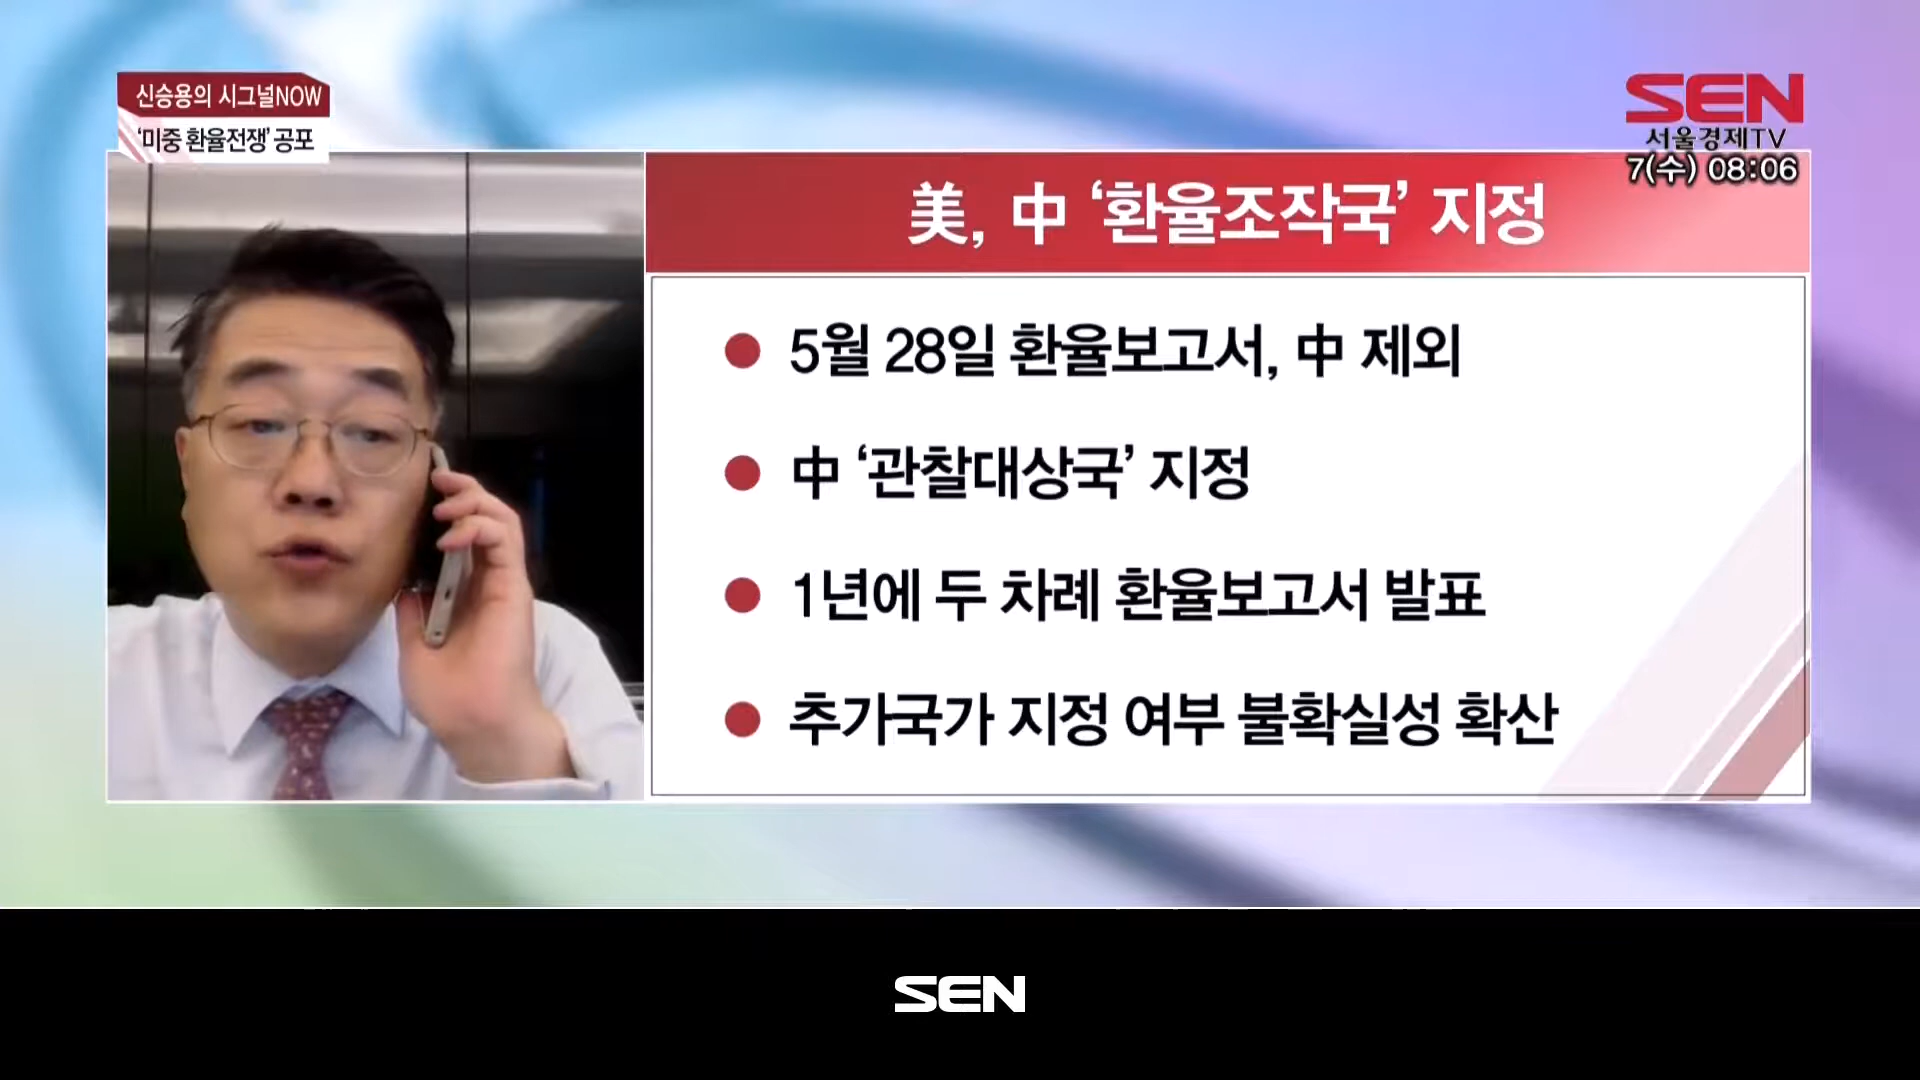 신승용의 시그널NOW
'미중 환율전쟁' 공포
SEN
서울경제TV
7(수) 08:06
美, 中 '환율조작국' 지정
5월 28일 환율보고서, 中 제외
中 '관찰대상국' 지정
1년에 두 차례 환율보고서 발표
추가국가 지정 여부 불확실성 확산
SEN